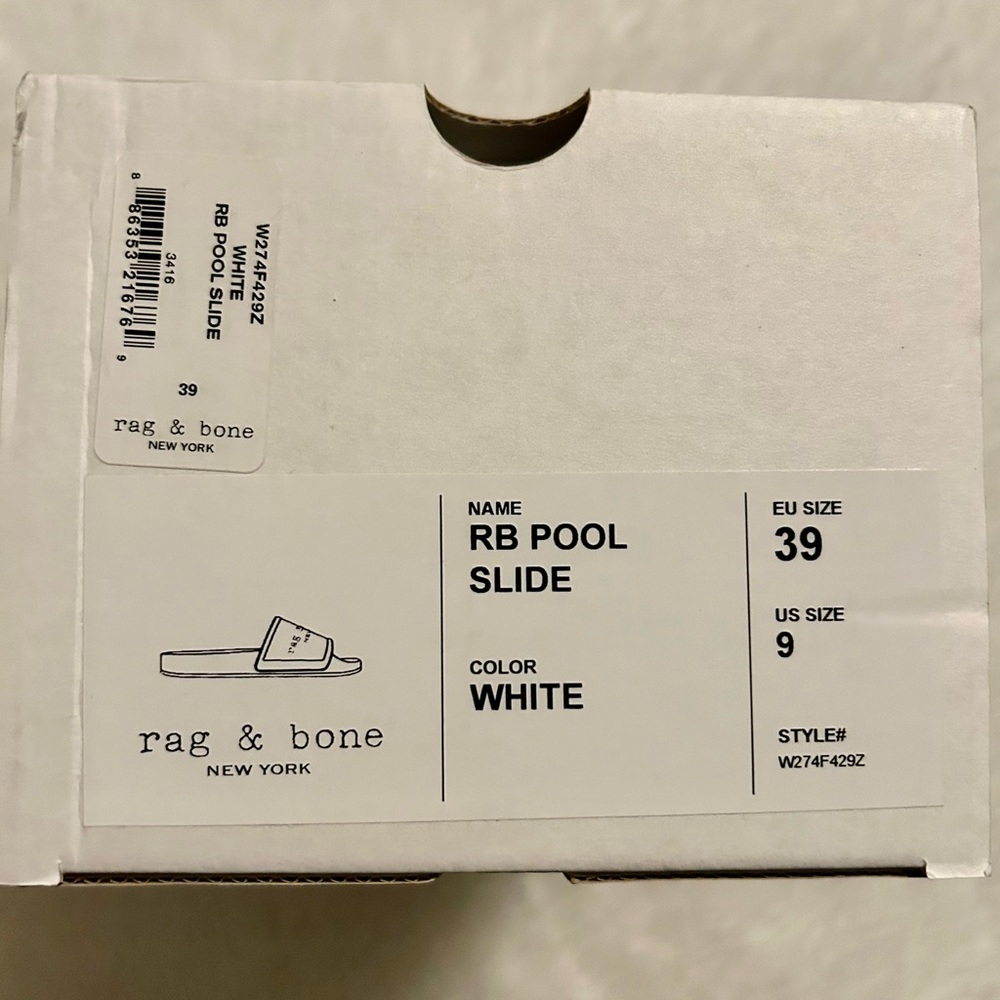 W274F429Z
WHITE
RB POOL SLIDE
3416
8 86353 21676 9
39
rag & bone
NEW YORK
rag
rag & bone
NEW YORK
NAME
RB POOL
SLIDE
COLOR
WHITE
EU SIZE
39
US SIZE
9
STYLE#
W274F429Z